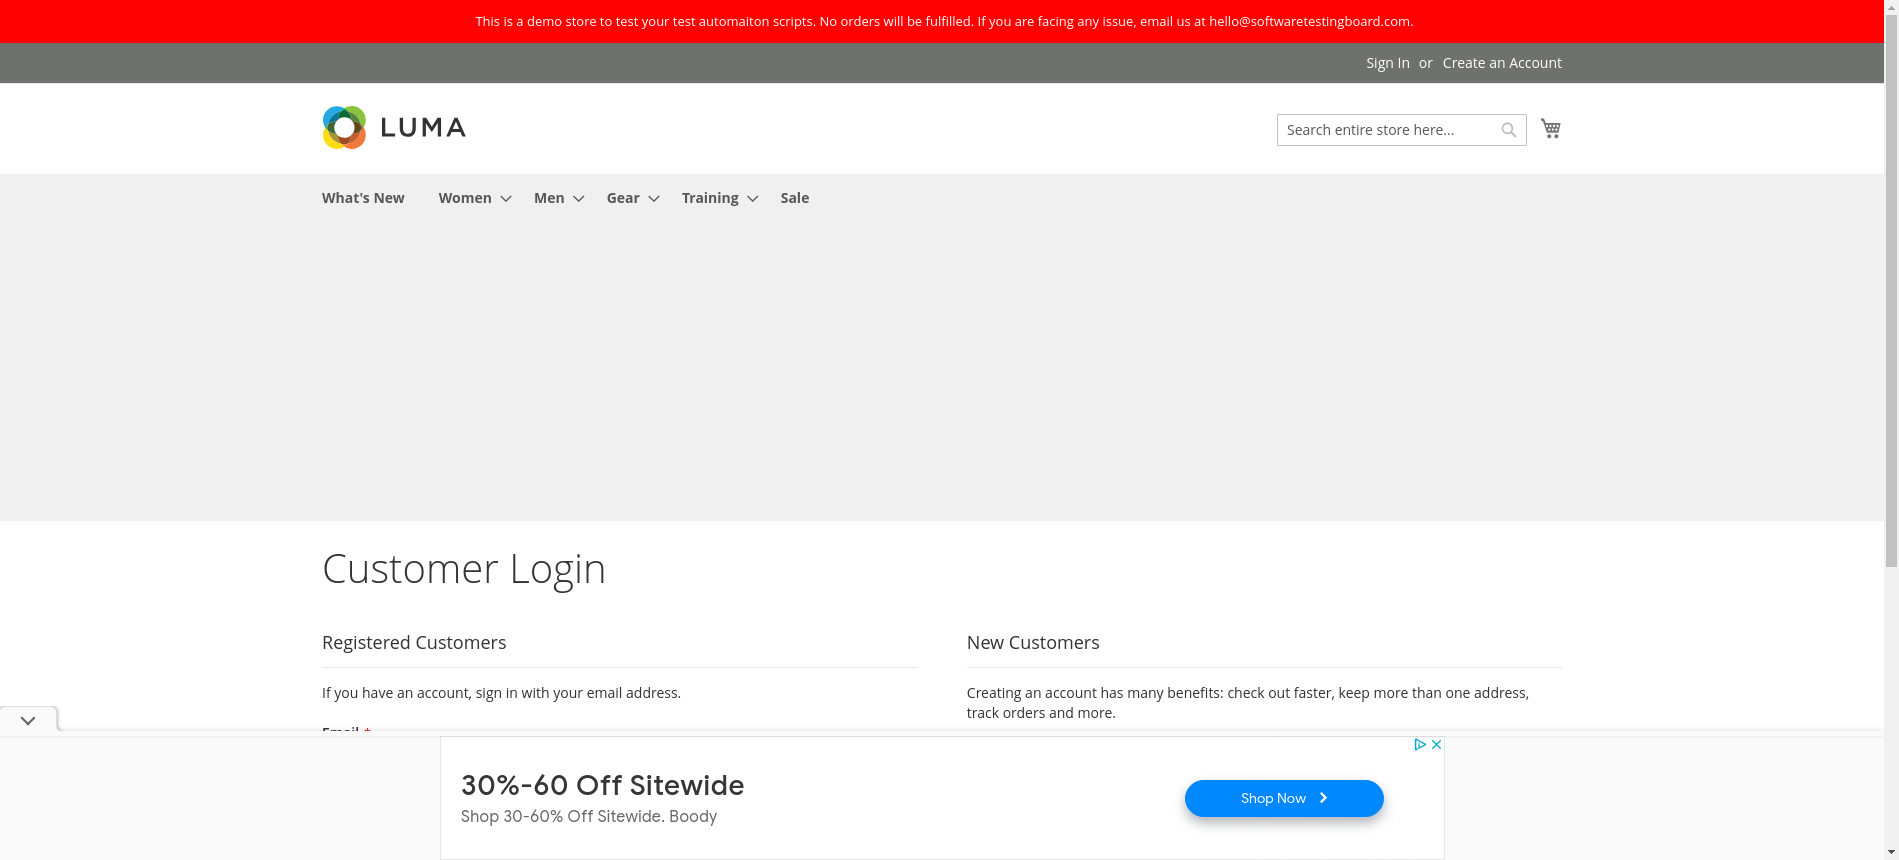 This is a demo store to test your test automaiton scripts. No orders will be fulfilled. If you are facing any issue, email us at hello@softwaretestingboard.com.
Sign In or Create an Account
LUMA
Search entire store here...
What's New Women Men Gear Training Sale
Customer Login
Registered Customers
If you have an account, sign in with your email address.
Email *
New Customers
Creating an account has many benefits: check out faster, keep more than one address,
track orders and more.
30%-60 Off Sitewide
Shop 30-60% Off Sitewide. Boody
Shop Now